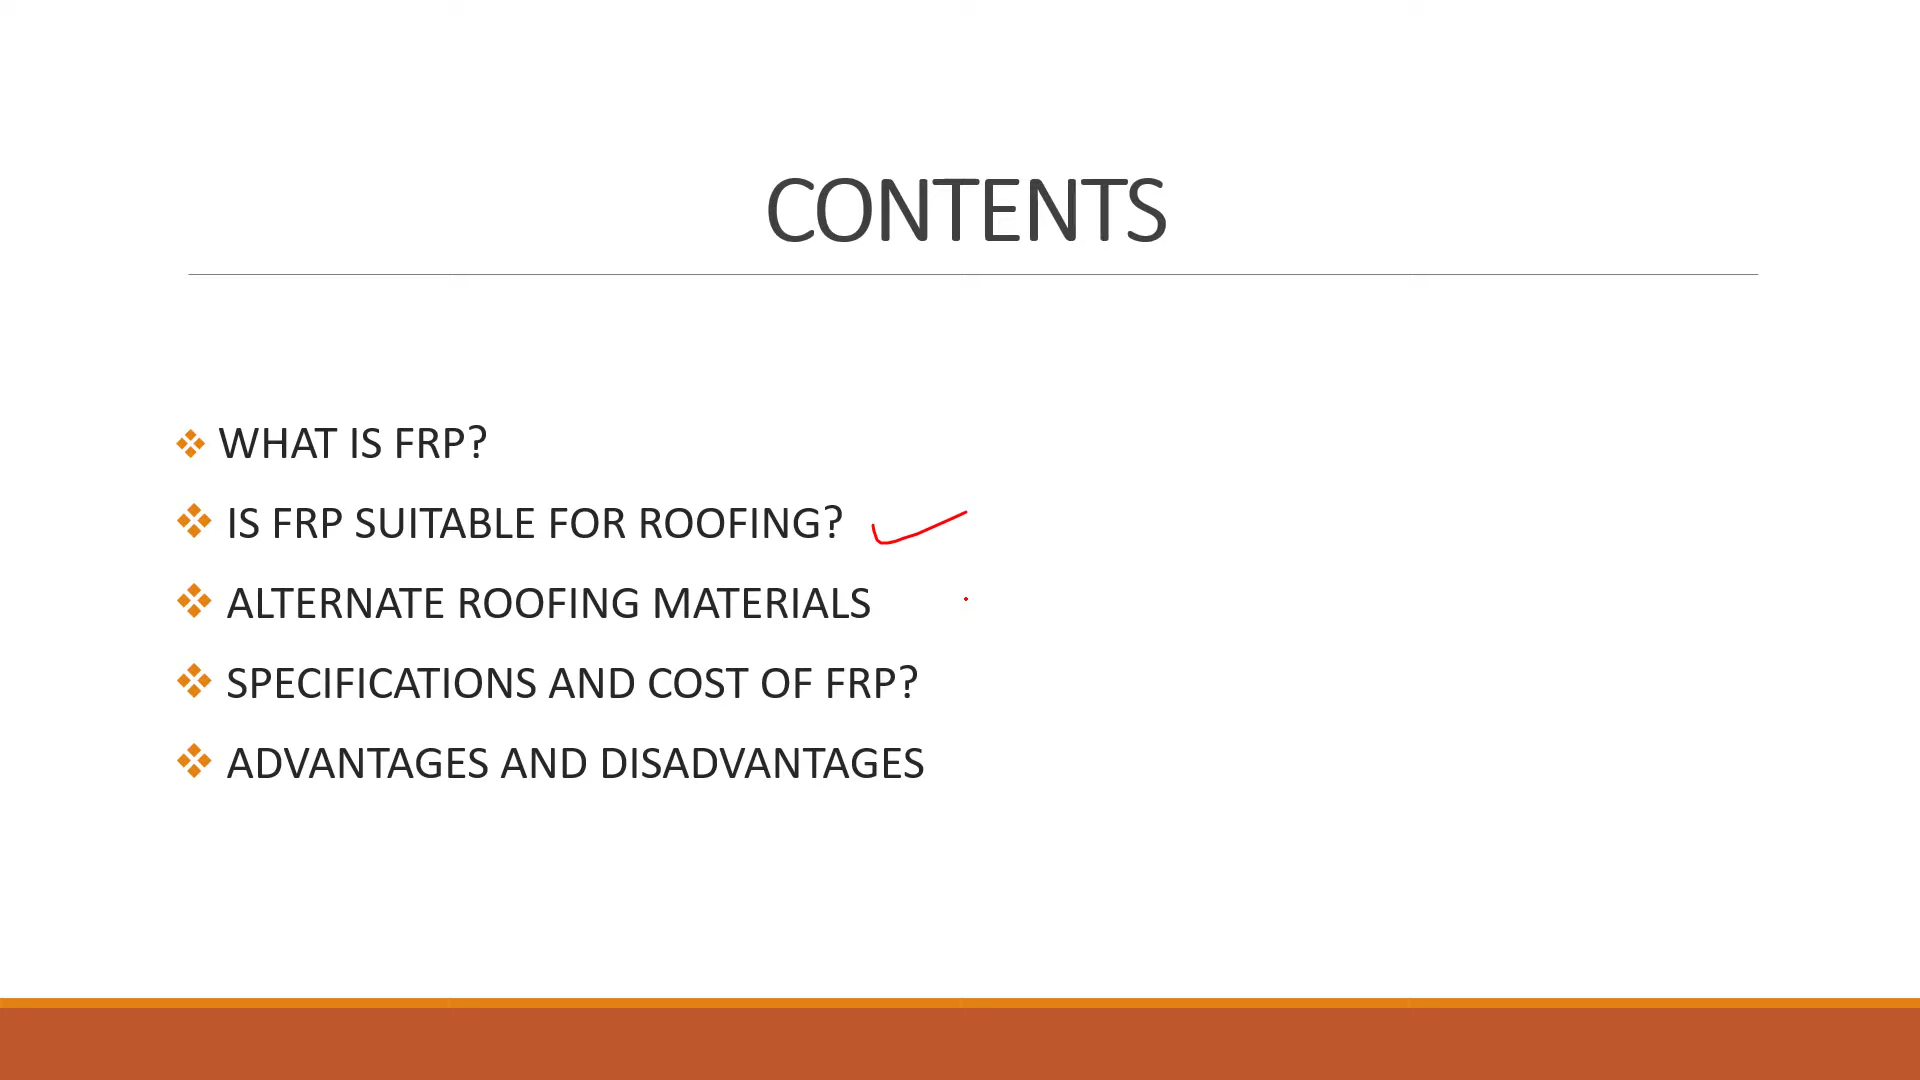 CONTENTS
WHAT IS FRP?
IS FRP SUITABLE FOR ROOFING?
ALTERNATE ROOFING MATERIALS
SPECIFICATIONS AND COST OF FRP?
ADVANTAGES AND DISADVANTAGES